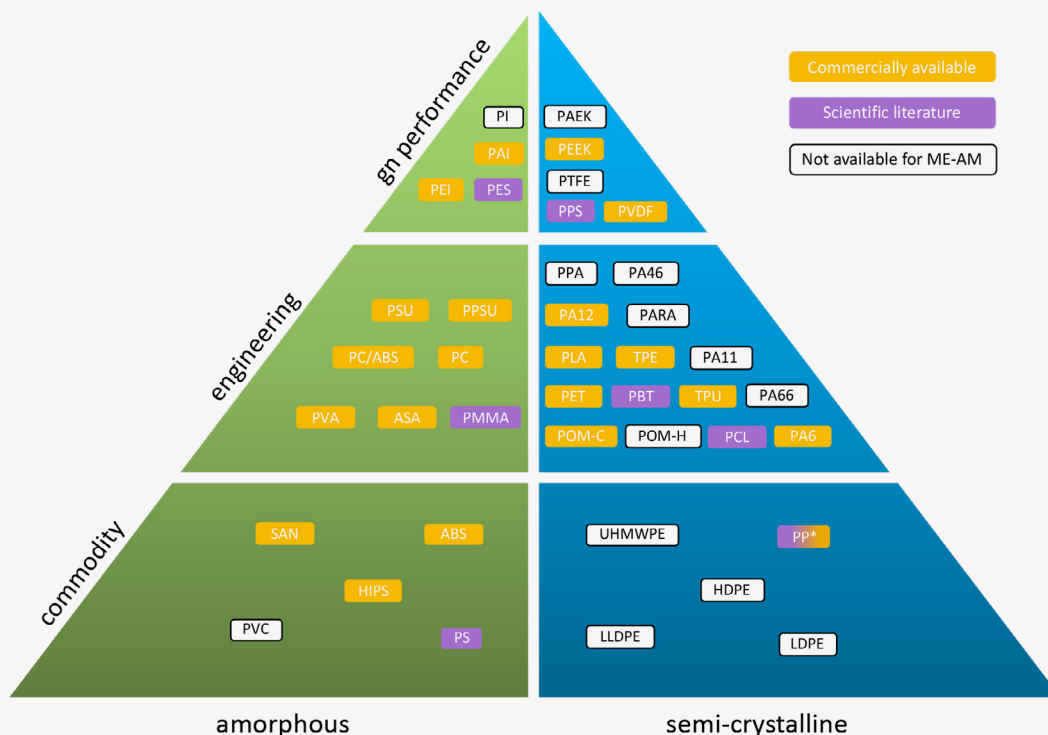 Commercially available
Scientific literature
Not available for ME-AM
gn performance
PI
PAI
PEI PES
PAEK
PEEK
PTFE
PPS PVDF
engineering
PSU PPSU
PC/ABS PC
PVA ASA PMMA
PPA PA46
PA12 PARA
PLA TPE PA11
PET PBT TPU PA66
POM-C POM-H PCL PA6
commodity
SAN ABS
HIPS
PVC PS
UHMWPE PP*
HDPE
LLDPE LDPE
amorphous semi-crystalline